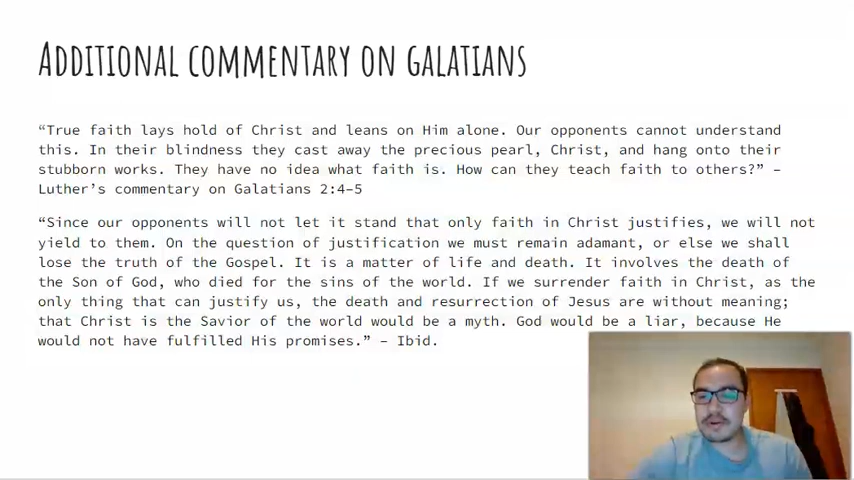 Additional commentary on Galatians
“True faith lays hold of Christ and leans on Him alone. Our opponents cannot understand
this. In their blindness they cast away the precious pearl, Christ, and hang onto their
stubborn works. They have no idea what faith is. How can they teach faith to others?” –
Luther’s commentary on Galatians 2:4–5
“Since our opponents will not let it stand that only faith in Christ justifies, we will not
yield to them. On the question of justification we must remain adamant, or else we shall
lose the truth of the Gospel. It is a matter of life and death. It involves the death of
the Son of God, who died for the sins of the world. If we surrender faith in Christ, as the
only thing that can justify us, the death and resurrection of Jesus are without meaning;
that Christ is the Savior of the world would be a myth. God would be a liar, because He
would not have fulfilled His promises.” – Ibid.